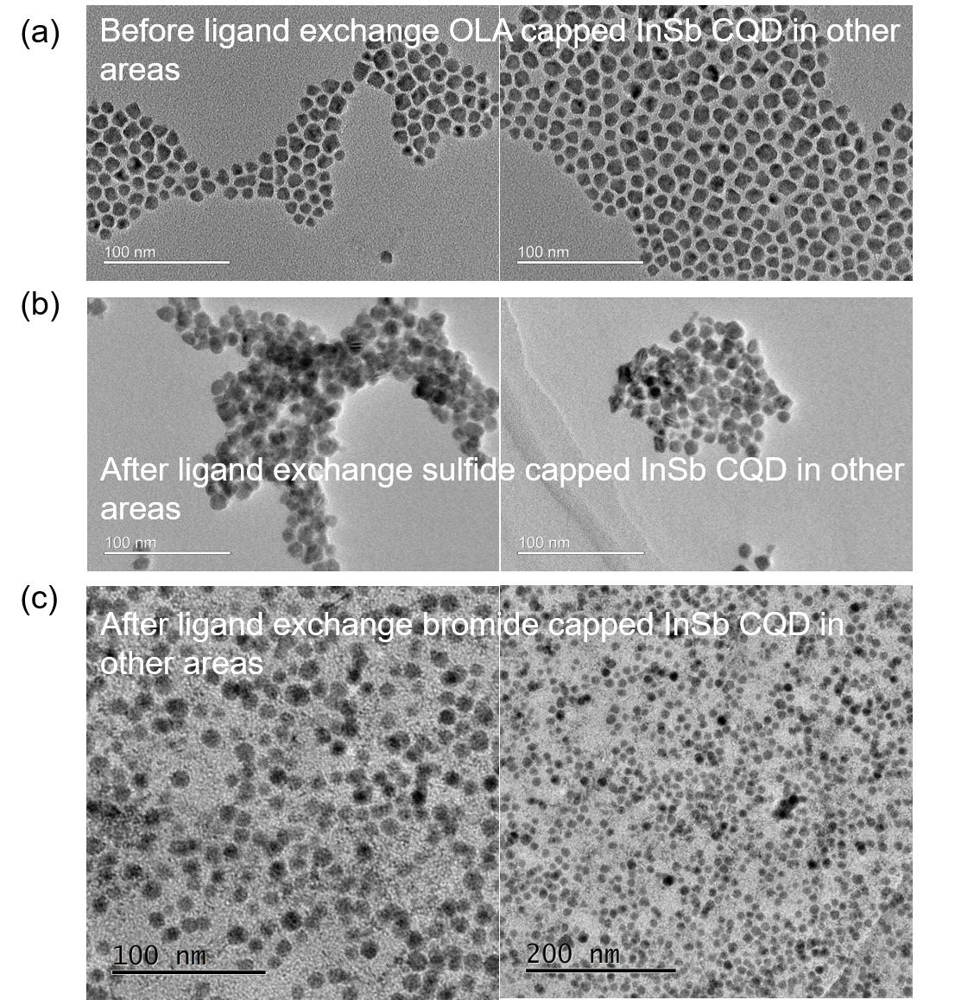 (a)
Before ligand exchange OLA capped InSb CQD in other
areas
100 nm
100 nm
(b)
After ligand exchange sulfide capped InSb CQD in other
areas
100 nm
100 nm
(c)
After ligand exchange bromide capped InSb CQD in
other areas
100 nm
200 nm